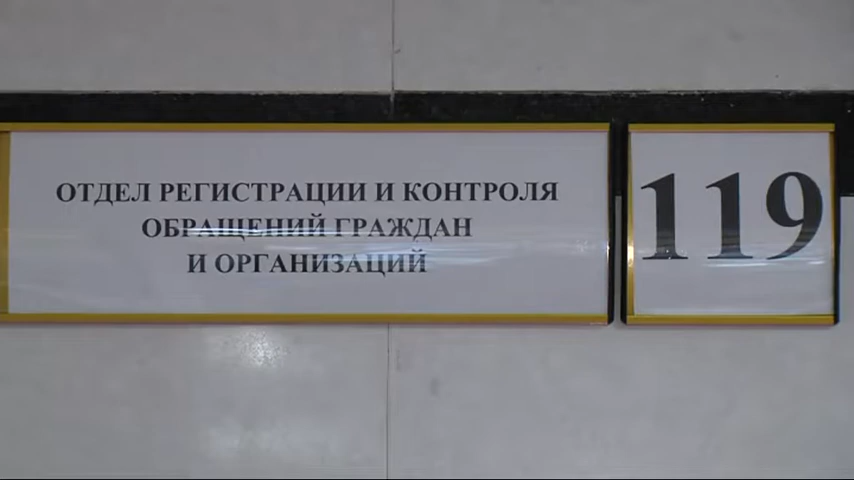 ОТДЕЛ РЕГИСТРАЦИИ И КОНТРОЛЯ
ОБРАЩЕНИЙ ГРАЖДАН
И ОРГАНИЗАЦИЙ
119